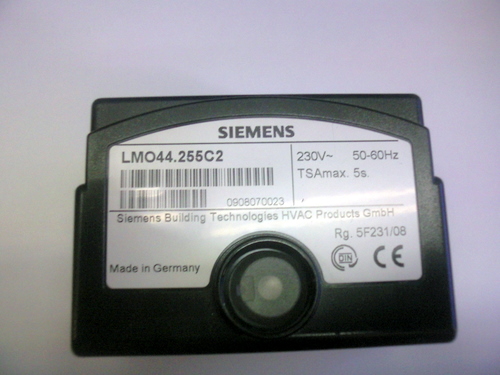 SIEMENS
LMO44.255C2
230V~ 50-60Hz
TSAmax. 5s.
0908070023
Siemens Building Technologies HVAC Products GmbH
Rg. 5F231/08
DIN CE
Made in Germany